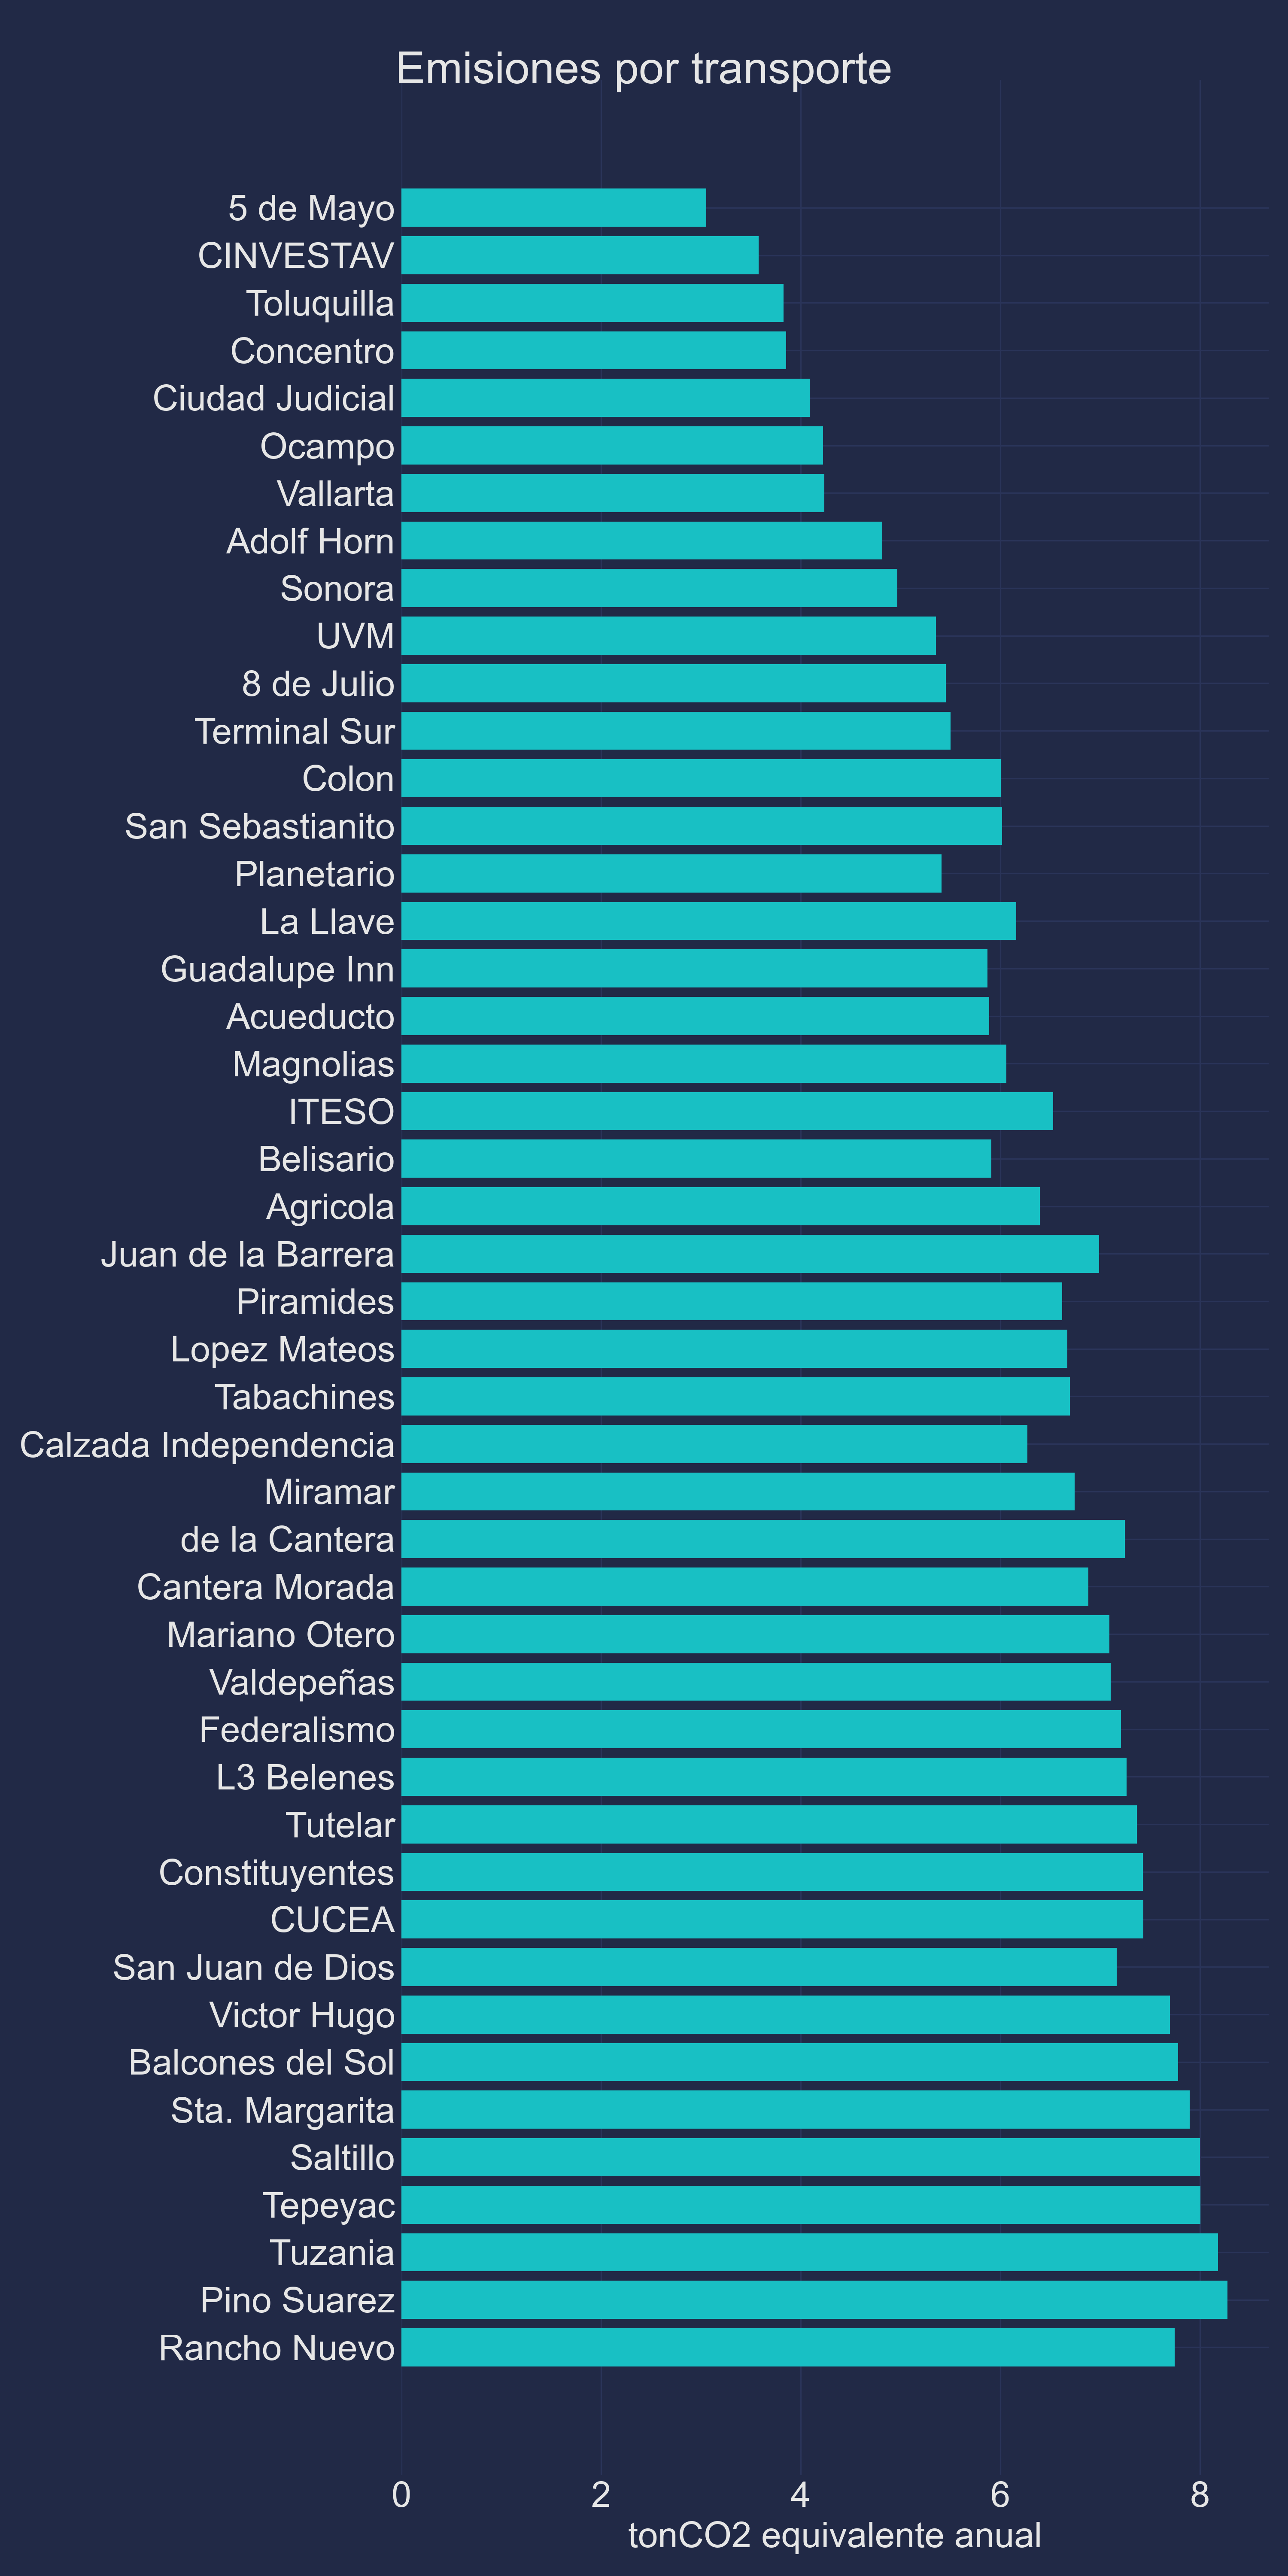 Emisiones por transporte
5 de Mayo
CINVESTAV
Toluquilla
Concentro
Ciudad Judicial
Ocampo
Vallarta
Adolf Horn
Sonora
UVM
8 de Julio
Terminal Sur
Colon
San Sebastianito
Planetario
La Llave
Guadalupe Inn
Acueducto
Magnolias
ITESO
Belisario
Agricola
Juan de la Barrera
Piramides
Lopez Mateos
Tabachines
Calzada Independencia
Miramar
de la Cantera
Cantera Morada
Mariano Otero
Valdepeñas
Federalismo
L3 Belenes
Tutelar
Constituyentes
CUCEA
San Juan de Dios
Victor Hugo
Balcones del Sol
Sta. Margarita
Saltillo
Tepeyac
Tuzania
Pino Suarez
Rancho Nuevo
0 2 4 6 8
tonCO2 equivalente anual